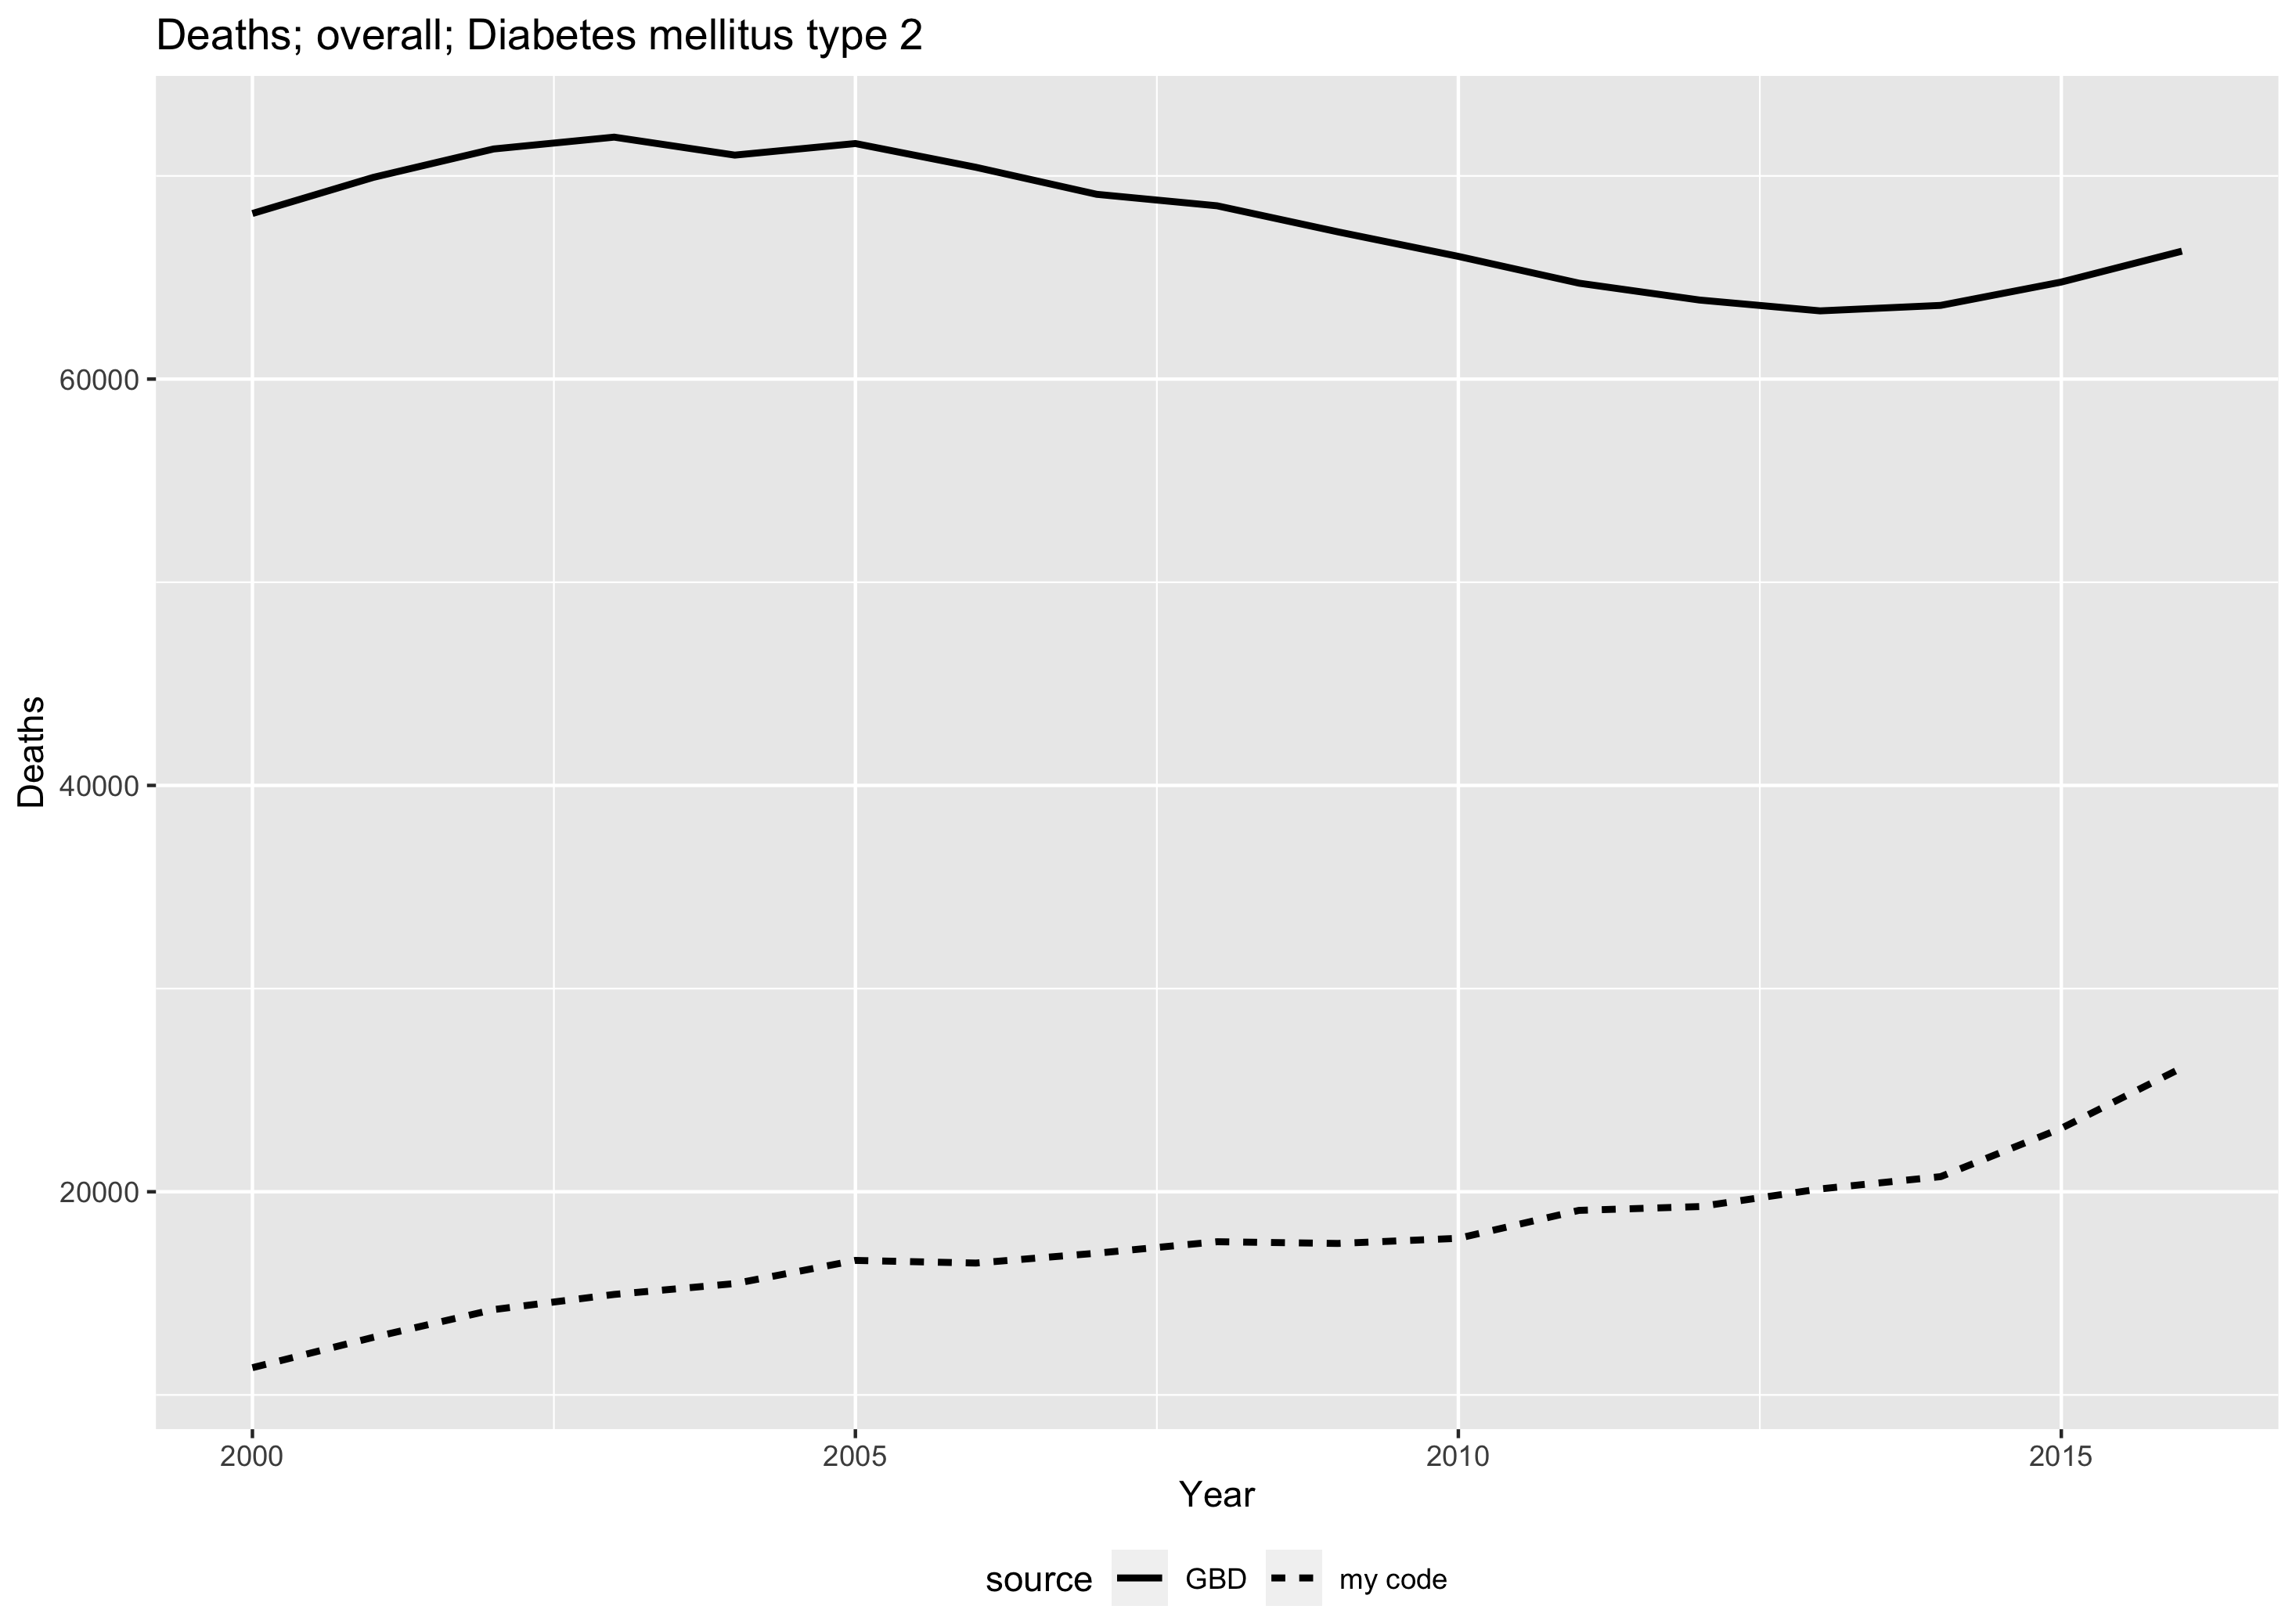 Deaths; overall; Diabetes mellitus type 2
Deaths
60000
40000
20000
2000 2005 2010 2015
Year
source GBD my code